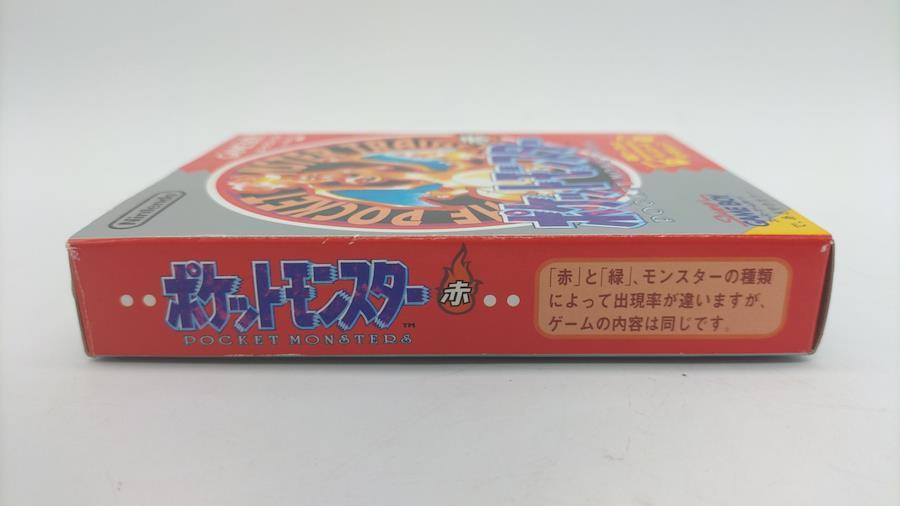 Nintendo
ポケットモンスター
赤
TM
POCKET MONSTERS
「赤」と「緑」、モンスターの種類
によって出現率が違いますが、
ゲームの内容は同じです。